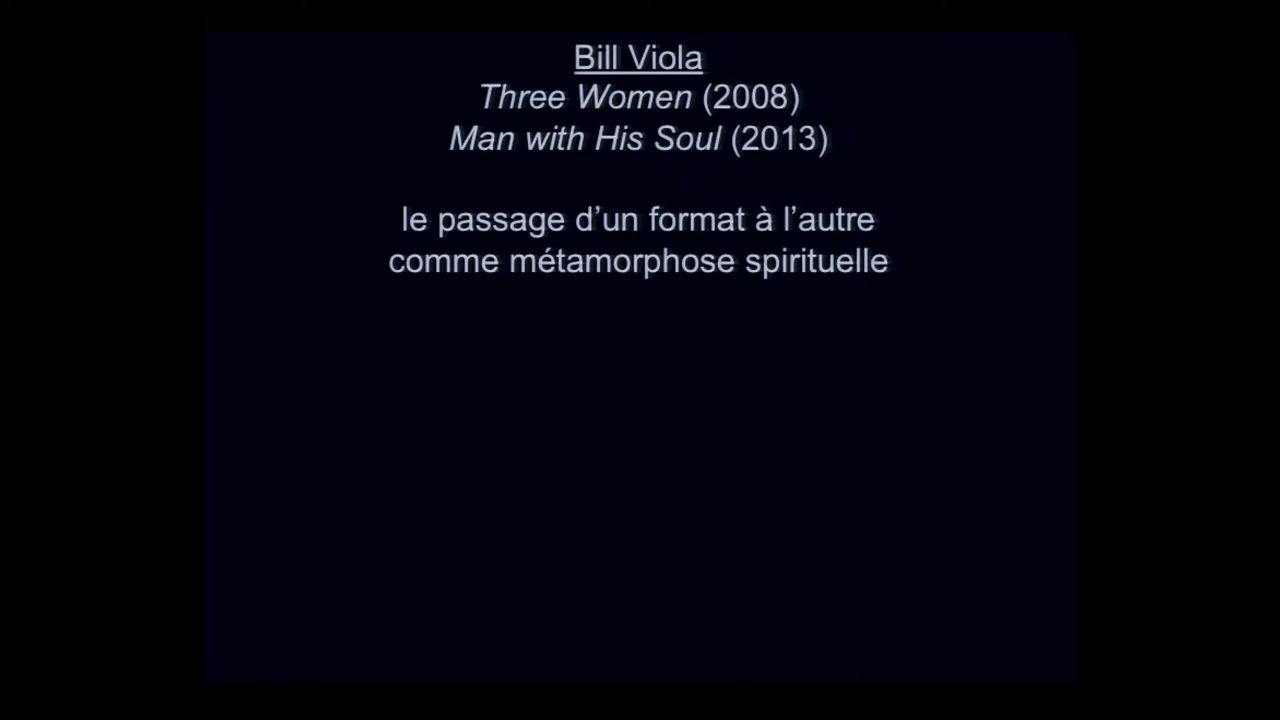 Bill Viola
Three Women (2008)
Man with His Soul (2013)
le passage d’un format à l’autre
comme métamorphose spirituelle